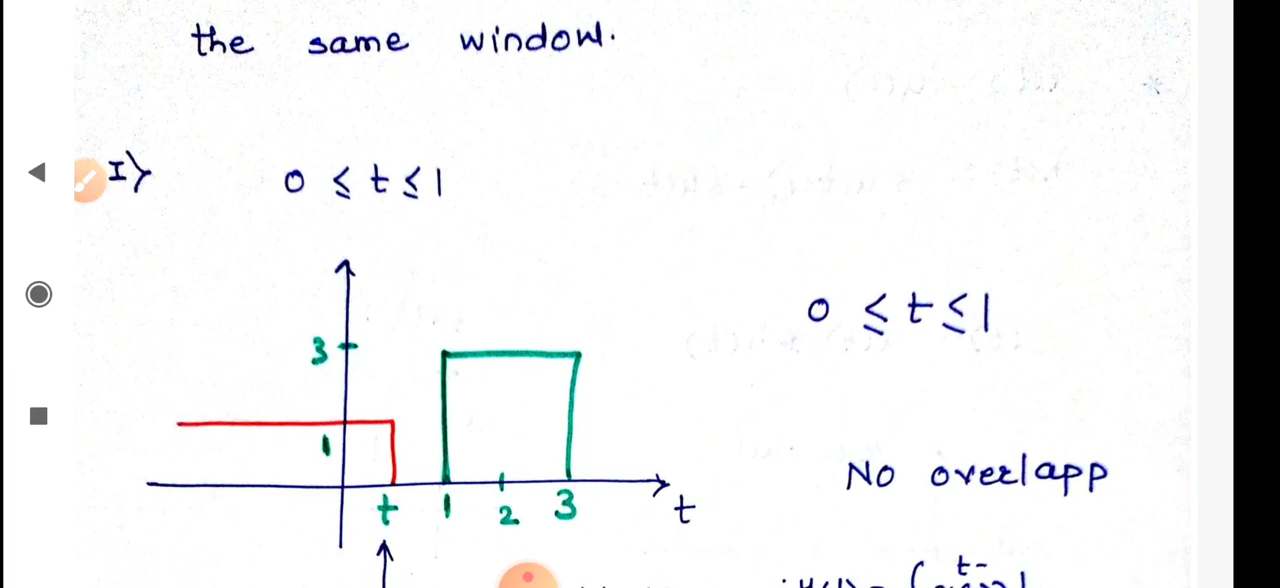 the same window.
I> 0 ≤ t ≤ 1
0 ≤ t ≤ 1
3
1
No overlapp
t 1 2 3 t